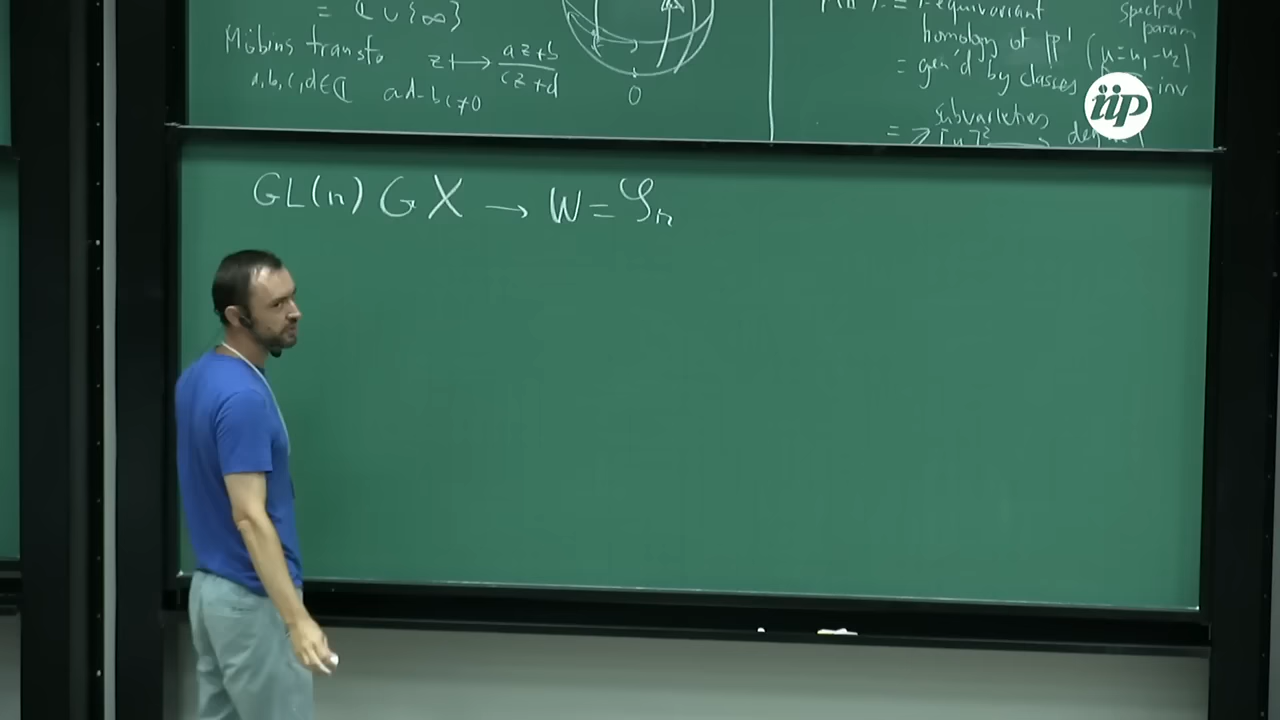 = ℂ ∪ {∞}
Möbius transfo
z ⟼ az+b / cz+d
a,b,c,d∈ℂ ad-bc≠0
0
equivariant
homology of ℙ¹
= gen'd by classes
subvarieties
spectral
param
(u=u₁-u₂)
-inv
iip
GL(n) G X → W = 𝒮ₙ